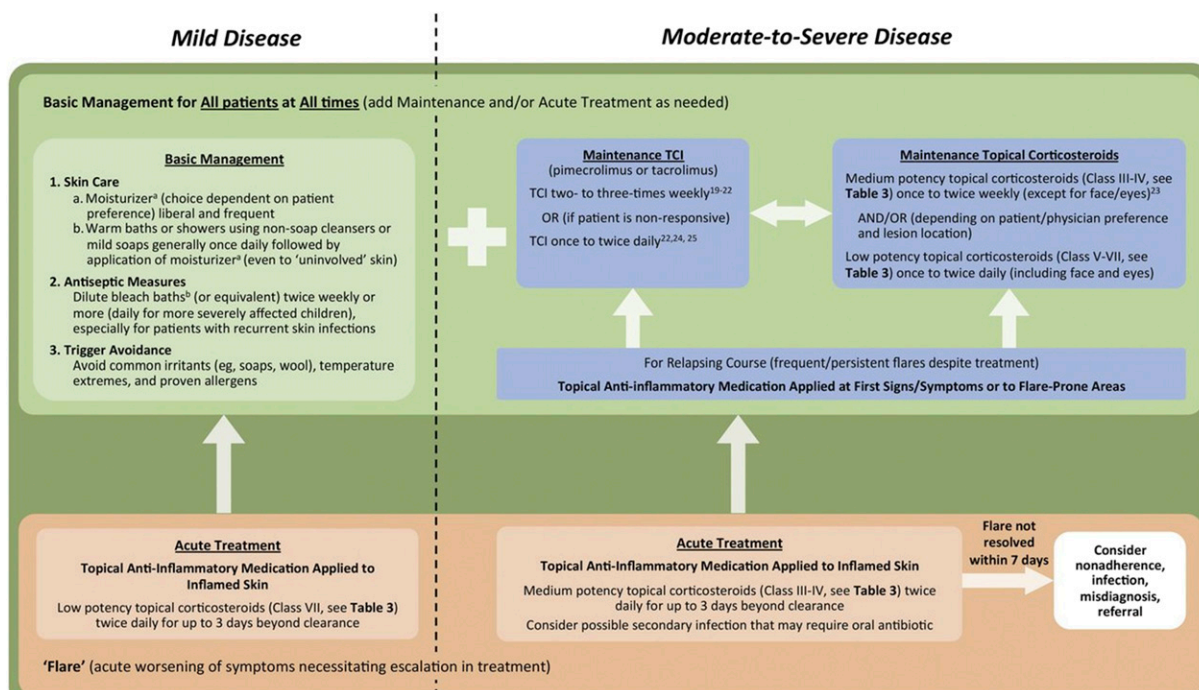 Mild Disease
Moderate-to-Severe Disease
Basic Management for All patients at All times (add Maintenance and/or Acute Treatment as needed)
Basic Management
1. Skin Care
a. Moisturizerᵃ (choice dependent on patient
preference) liberal and frequent
b. Warm baths or showers using non-soap cleansers or
mild soaps generally once daily followed by
application of moisturizerᵃ (even to ‘uninvolved’ skin)
2. Antiseptic Measures
Dilute bleach bathsᵇ (or equivalent) twice weekly or
more (daily for more severely affected children),
especially for patients with recurrent skin infections
3. Trigger Avoidance
Avoid common irritants (eg, soaps, wool), temperature
extremes, and proven allergens
Maintenance TCI
(pimecrolimus or tacrolimus)
TCI two- to three-times weekly¹⁹⁻²²
OR (if patient is non-responsive)
TCI once to twice daily²²,²⁴, ²⁵
Maintenance Topical Corticosteroids
Medium potency topical corticosteroids (Class III-IV, see
Table 3) once to twice weekly (except for face/eyes)²³
AND/OR (depending on patient/physician preference
and lesion location)
Low potency topical corticosteroids (Class V-VII, see
Table 3) once to twice daily (including face and eyes)
For Relapsing Course (frequent/persistent flares despite treatment)
Topical Anti-inflammatory Medication Applied at First Signs/Symptoms or to Flare-Prone Areas
Acute Treatment
Topical Anti-Inflammatory Medication Applied to
Inflamed Skin
Low potency topical corticosteroids (Class VII, see Table 3)
twice daily for up to 3 days beyond clearance
Acute Treatment
Topical Anti-Inflammatory Medication Applied to Inflamed Skin
Medium potency topical corticosteroids (Class III-IV, see Table 3) twice
daily for up to 3 days beyond clearance
Consider possible secondary infection that may require oral antibiotic
Flare not
resolved
within 7 days
Consider
nonadherence,
infection,
misdiagnosis,
referral
‘Flare’ (acute worsening of symptoms necessitating escalation in treatment)